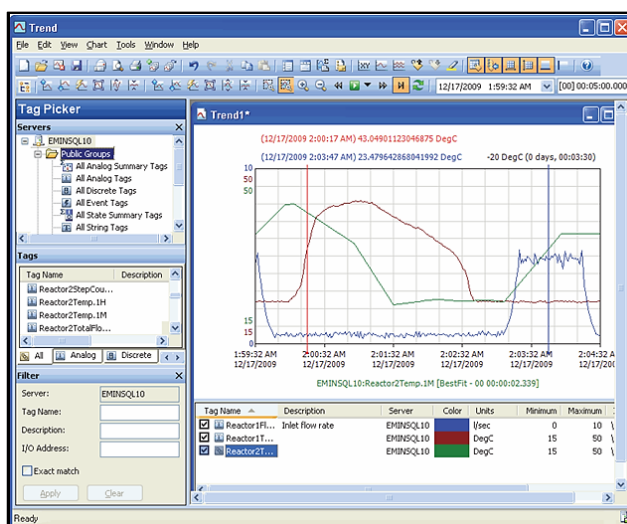 Trend
File Edit View Chart Tools Window Help
12/17/2009 1:59:32 AM [00] 00:05:00.000
Tag Picker
Servers
EMINSQL10
Public Groups
All Analog Summary Tags
All Analog Tags
All Discrete Tags
All Event Tags
All State Summary Tags
All String Tags
Tags
Tag Name Description
Reactor2StepCou...
Reactor2Temp.1H
Reactor2Temp.1M
Reactor2TotalFlo...
All Analog Discrete
Filter
Server: EMINSQL10
Tag Name:
Description:
I/O Address:
Exact match
Apply Clear
Trend1*
(12/17/2009 2:00:17 AM) 43.04901123046875 DegC
(12/17/2009 2:03:47 AM) 23.479642868041992 DegC -20 DegC (0 days, 00:03:30)
10
50
50
15
15
0
1:59:32 AM 2:00:32 AM 2:01:32 AM 2:02:32 AM 2:03:32 AM 2:04:32 AM
12/17/2009 12/17/2009 12/17/2009 12/17/2009 12/17/2009 12/17/20
EMINSQL10:Reactor2Temp.1M [BestFit - 00 00:00:02.339]
Tag Name Description Server Color Units Minimum Maximum
Reactor1Fl... Inlet flow rate EMINSQL10 l/sec 0 10
Reactor1T... EMINSQL10 DegC 15 50
Reactor2T... EMINSQL10 DegC 15 50
Ready